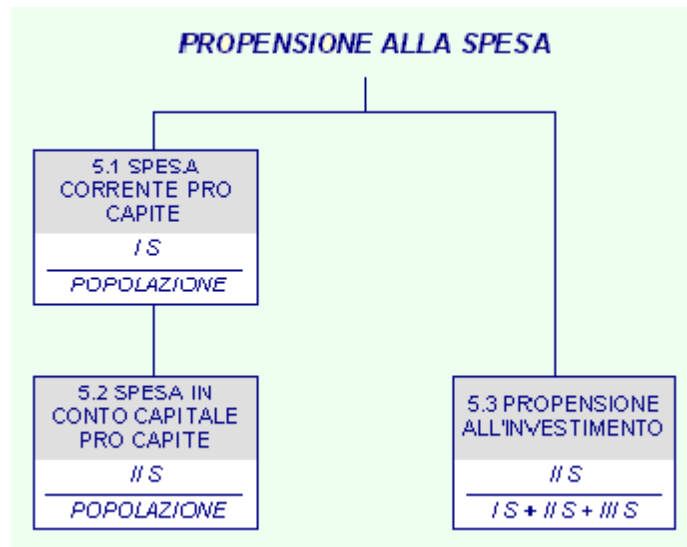 PROPENSIONE ALLA SPESA
5.1 SPESA
CORRENTE PRO
CAPITE
I S
POPOLAZIONE
5.2 SPESA IN
CONTO CAPITALE
PRO CAPITE
II S
POPOLAZIONE
5.3 PROPENSIONE
ALL'INVESTIMENTO
II S
I S + II S + III S